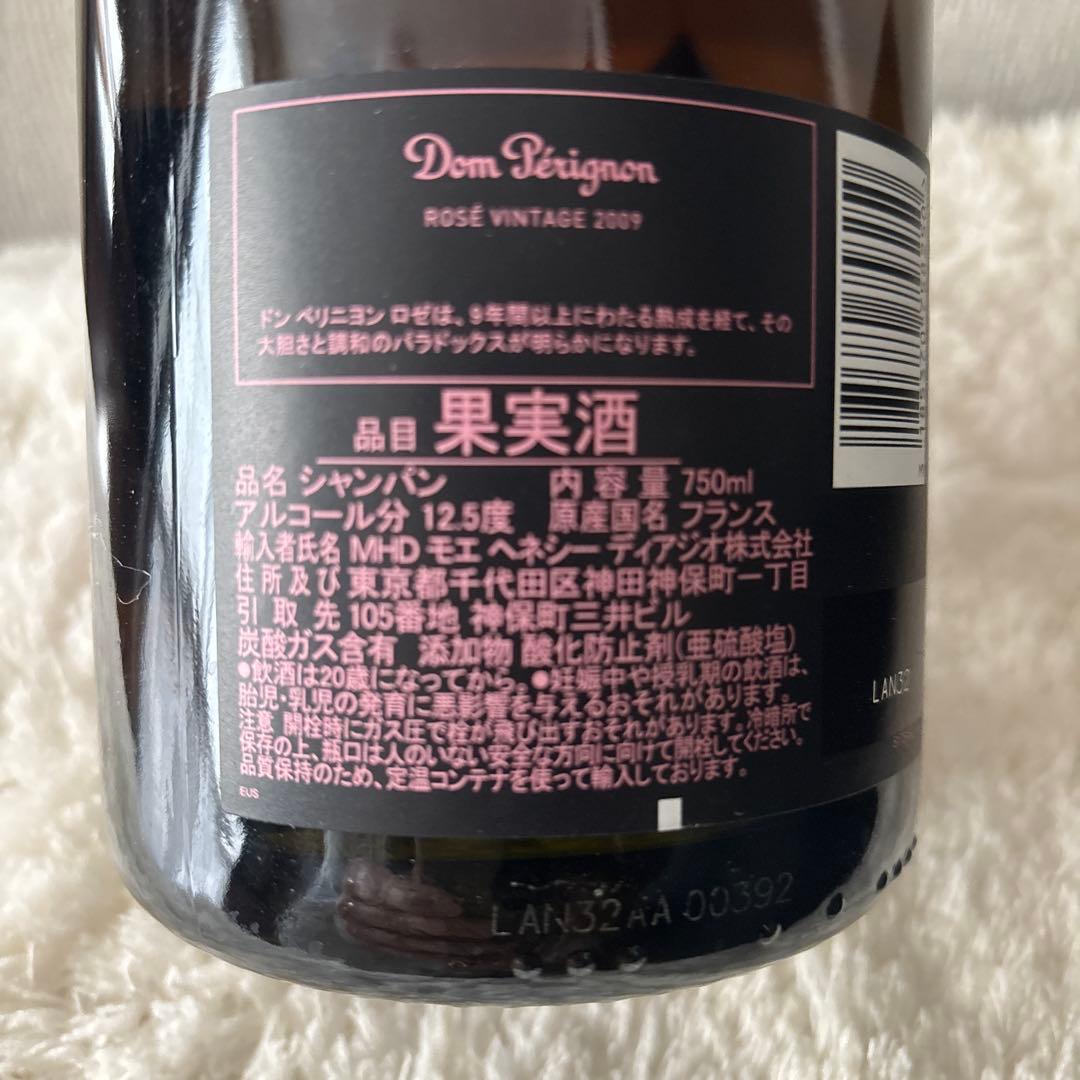 Dom Pérignon
ROSÉ VINTAGE 2009
ドン ペリニヨン ロゼは、9年間以上にわたる熟成を経て、その
大胆さと調和のパラドックスが明らかになります。
品目 果実酒
品名 シャンパン 内容量 750ml
アルコール分 12.5度 原産国名 フランス
輸入者氏名 MHD モエ ヘネシー ディアジオ株式会社
住所及び 東京都千代田区神田神保町一丁目
引取先 105番地 神保町三井ビル
炭酸ガス含有 添加物 酸化防止剤(亜硫酸塩)
●飲酒は20歳になってから。●妊娠中や授乳期の飲酒は、
胎児・乳児の発育に悪影響を与えるおそれがあります。
注意 開栓時にガス圧で栓が飛び出すおそれがあります。冷暗所で
保存の上、瓶口は人のいない安全な方向に向けて開栓してください。
品質保持のため、定温コンテナを使って輸入しております。
EUS
LAN32
LAN32AA 00392